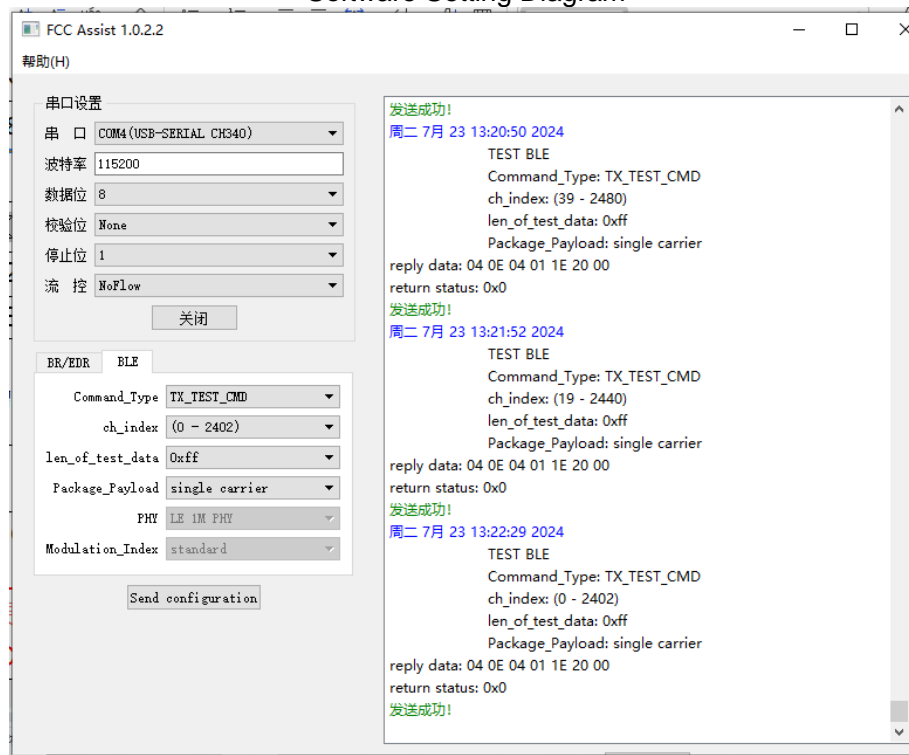 Software Setting Diagram
FCC Assist 1.0.2.2
帮助(H)
串口设置
串 口 COM4(USB-SERIAL CH340)
波特率 115200
数据位 8
校验位 None
停止位 1
流 控 NoFlow
关闭
BR/EDR BLE
Command_Type TX_TEST_CMD
ch_index (0 - 2402)
len_of_test_data 0xff
Package_Payload single carrier
PHY LE 1M PHY
Modulation_Index standard
Send configuration
发送成功!
周二 7月 23 13:20:50 2024
TEST BLE
Command_Type: TX_TEST_CMD
ch_index: (39 - 2480)
len_of_test_data: 0xff
Package_Payload: single carrier
reply data: 04 0E 04 01 1E 20 00
return status: 0x0
发送成功!
周二 7月 23 13:21:52 2024
TEST BLE
Command_Type: TX_TEST_CMD
ch_index: (19 - 2440)
len_of_test_data: 0xff
Package_Payload: single carrier
reply data: 04 0E 04 01 1E 20 00
return status: 0x0
发送成功!
周二 7月 23 13:22:29 2024
TEST BLE
Command_Type: TX_TEST_CMD
ch_index: (0 - 2402)
len_of_test_data: 0xff
Package_Payload: single carrier
reply data: 04 0E 04 01 1E 20 00
return status: 0x0
发送成功!